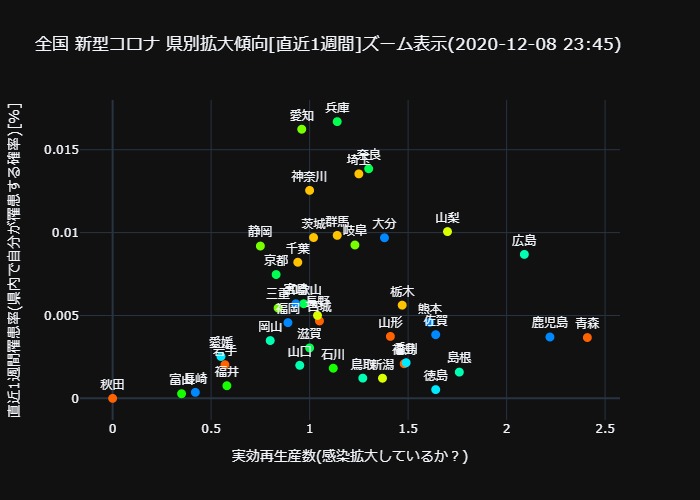 全国 新型コロナ 県別拡大傾向[直近1週間]ズーム表示(2020-12-08 23:45)
直近1週間罹患率(県内で自分が罹患する確率)[%]
兵庫
愛知
0.015
奈良
埼玉
神奈川
茨城
群馬
大分
山梨
静岡
岐阜
0.01
広島
千葉
京都
三重
長野
宮城
栃木
0.005
福岡
熊本
佐賀
鹿児島
青森
岡山
滋賀
山形
愛媛
岩手
山口
石川
鳥取
新潟
島根
福井
徳島
秋田
富山
長崎
0
0
0.5
1
1.5
2
2.5
実効再生産数(感染拡大しているか？)